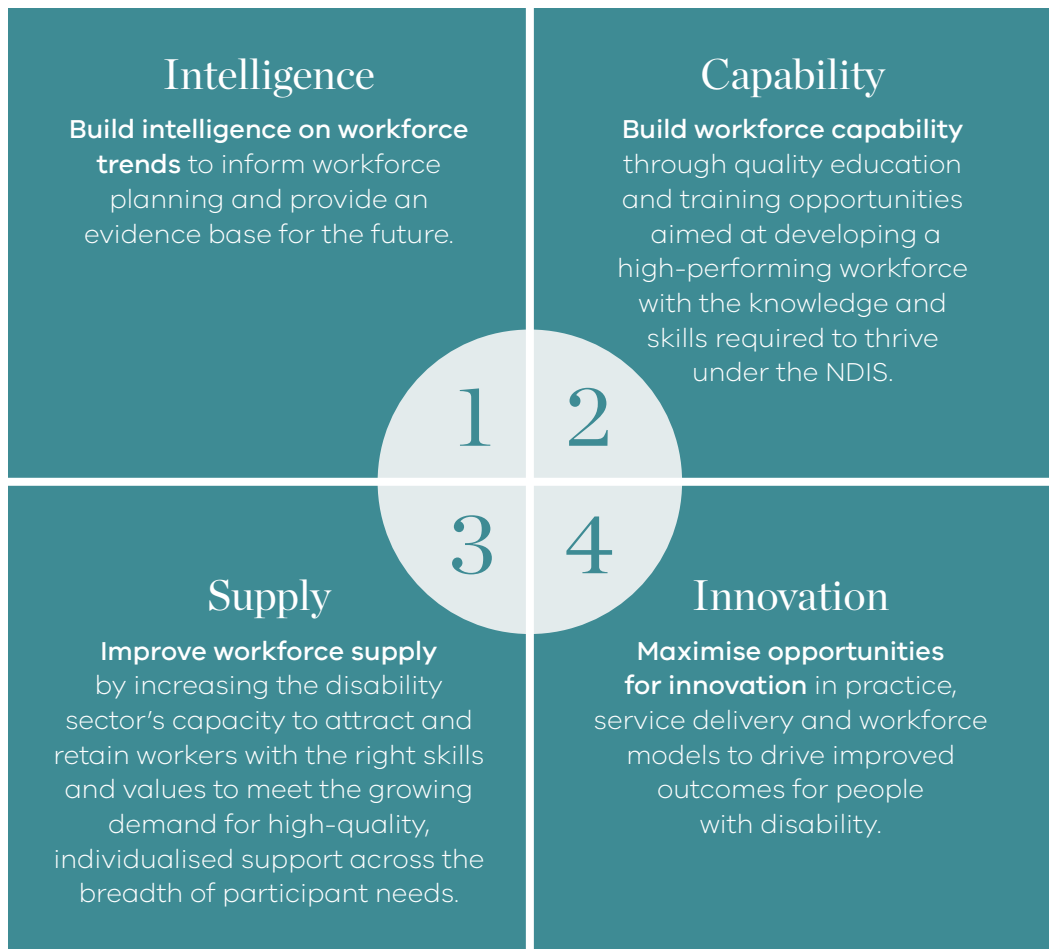 Intelligence
Build intelligence on workforce
trends to inform workforce
planning and provide an
evidence base for the future.
1
Capability
Build workforce capability
through quality education
and training opportunities
aimed at developing a
high-performing workforce
with the knowledge and
skills required to thrive
under the NDIS.
2
3
Supply
Improve workforce supply
by increasing the disability
sector’s capacity to attract and
retain workers with the right skills
and values to meet the growing
demand for high-quality,
individualised support across the
breadth of participant needs.
4
Innovation
Maximise opportunities
for innovation in practice,
service delivery and workforce
models to drive improved
outcomes for people
with disability.